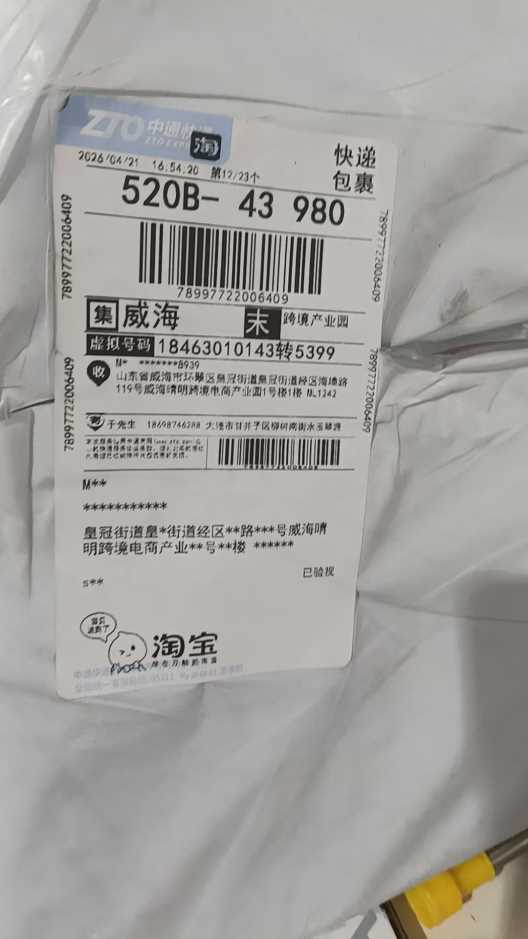 ZTO 中通快递
ZTO EXPRESS
淘
快递
包裹
2026/04/21 16:54:20 第12/23个
520B- 43 980
78997722006409
78997722006409
78997722006409
集 威海 末 跨境产业园
虚拟号码 18463010143转5399
收 M* *******8939
山东省威海市环翠区皇冠街道皇冠街道经区海埠路
119号威海晴明跨境电商产业园1号楼1楼 NL1242
78997722006409
78997722006409
寄 于先生 18698746288 大连市甘井子区
M**
***********
皇冠街道皇*街道经区**路***号威海晴
明跨境电商产业**号**楼 ******
S**
已验视
淘宝